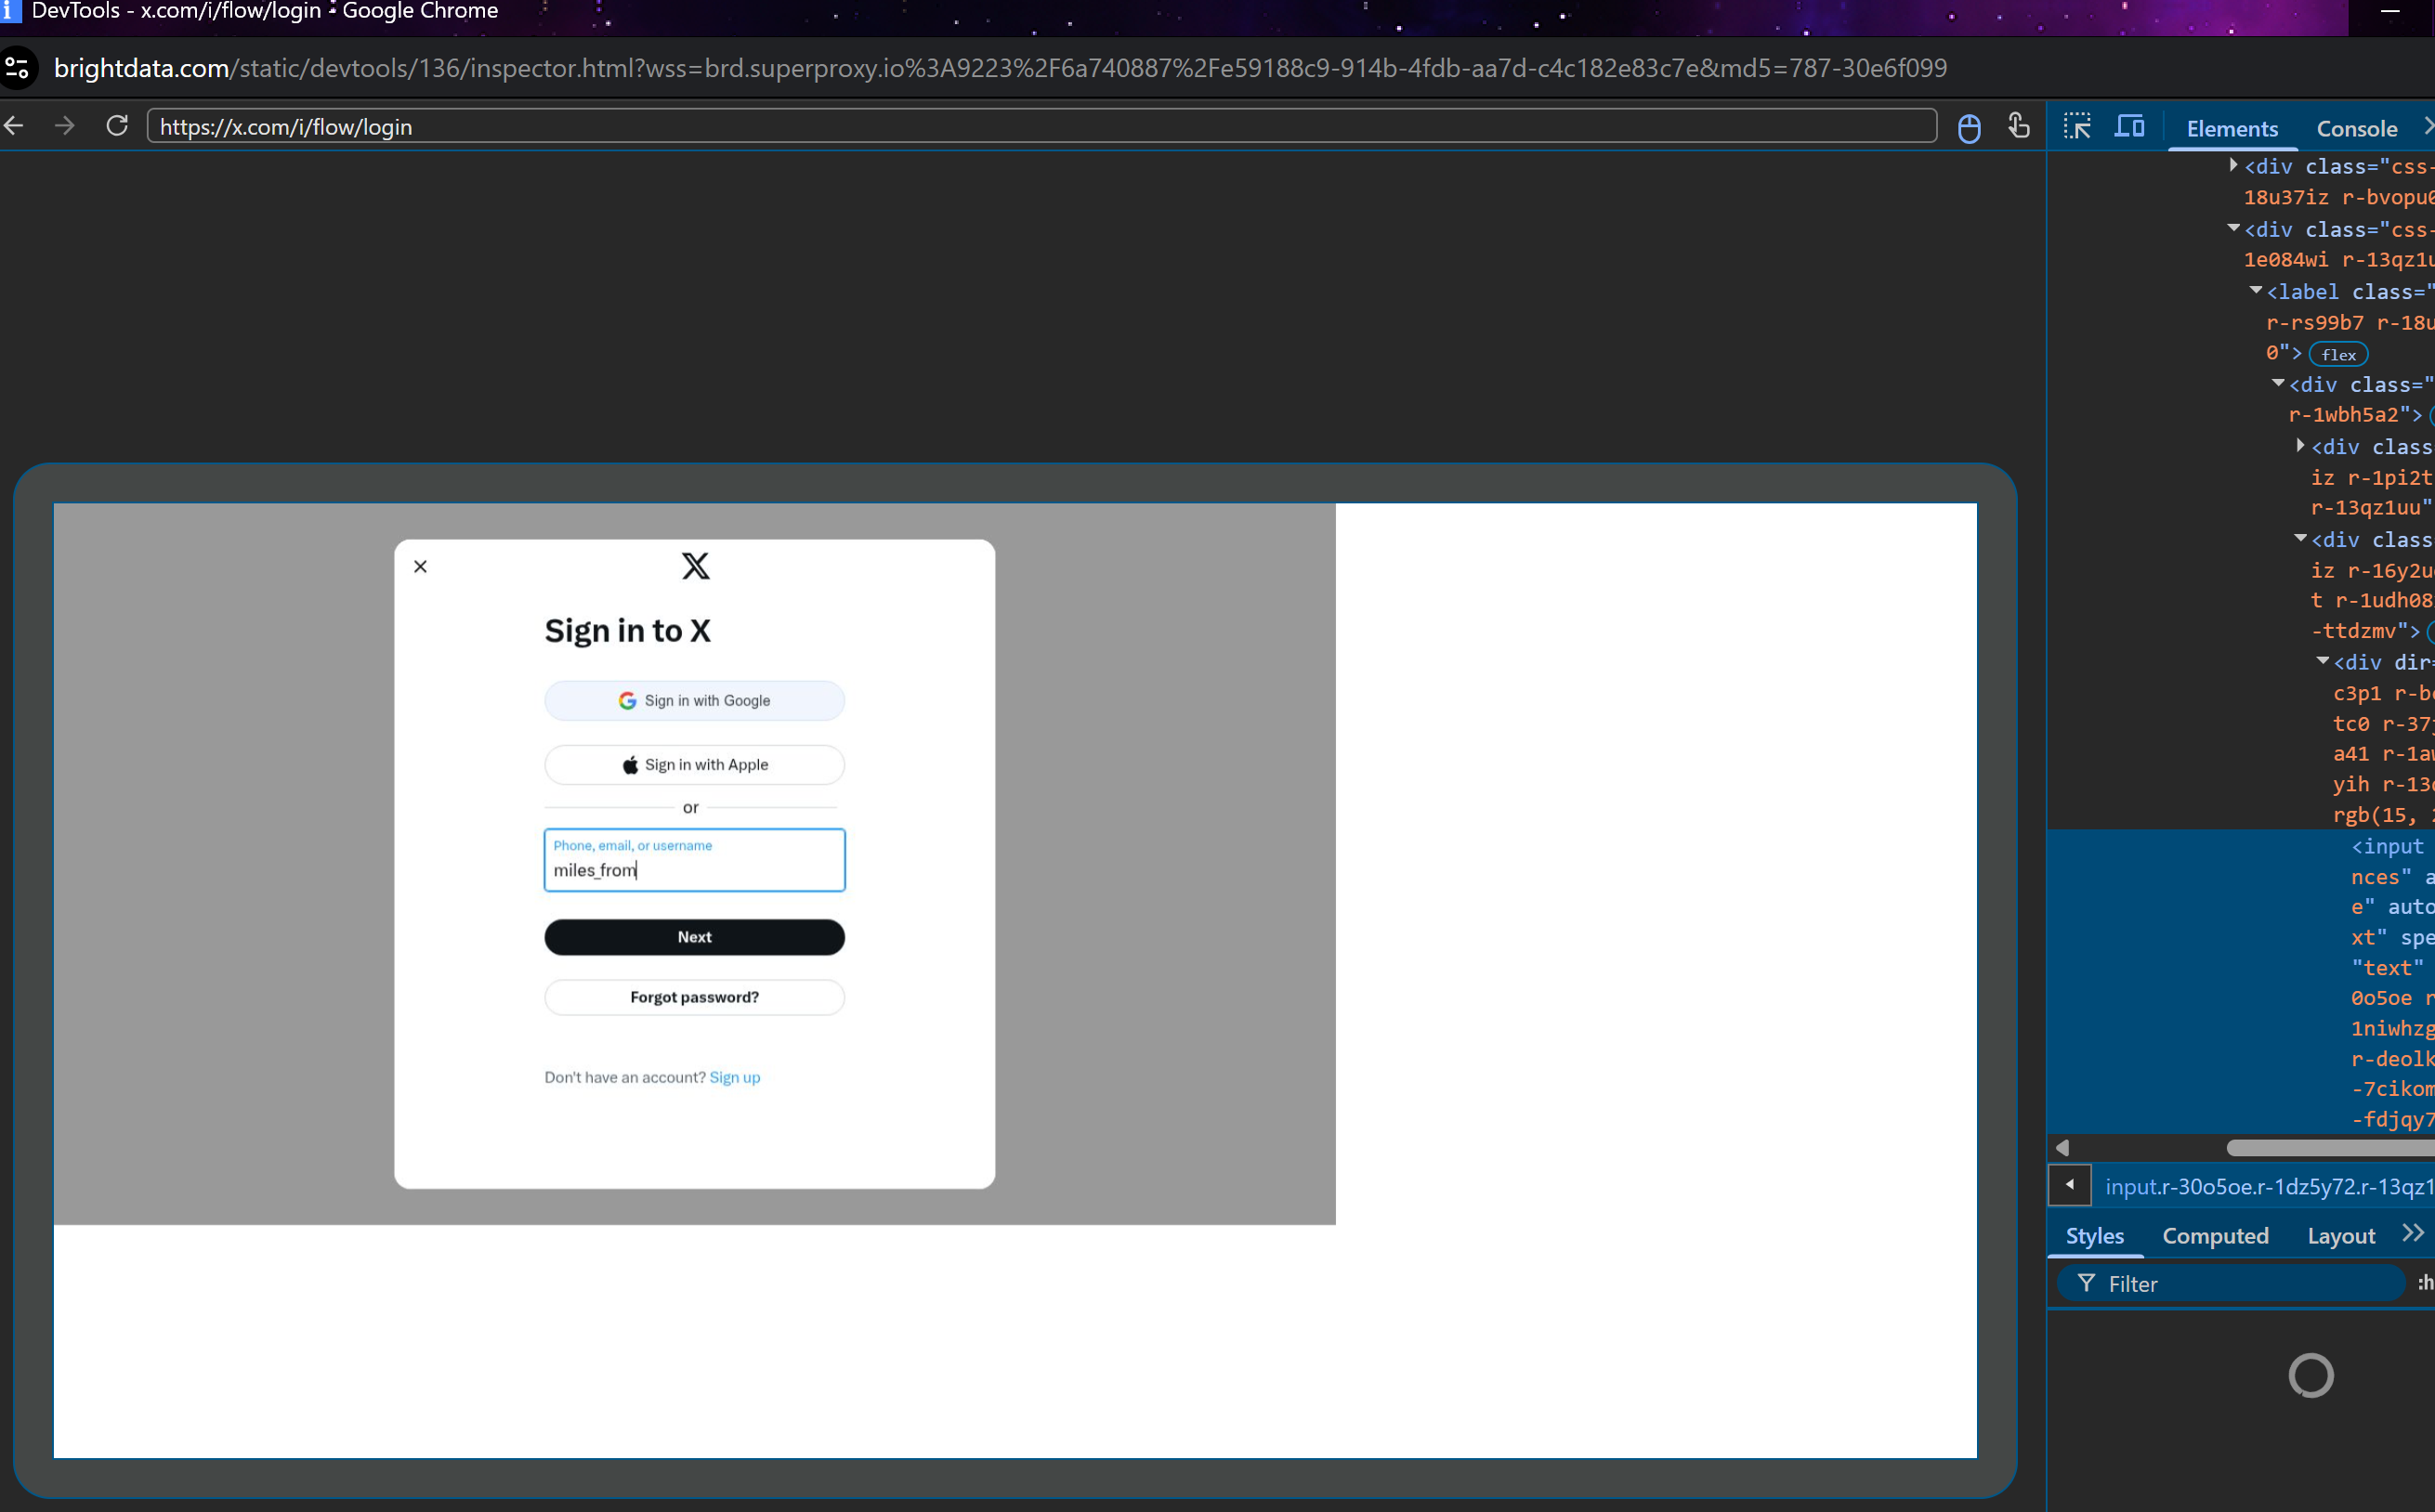 DevTools - x.com/i/flow/login - Google Chrome
brightdata.com/static/devtools/136/inspector.html?wss=brd.superproxy.io%3A9223%2F6a740887%2Fe59188c9-914b-4fdb-aa7d-c4c182e83c7e&md5=787-30e6f099
https://x.com/i/flow/login
Elements Console
Sign in to X
Sign in with Google
Sign in with Apple
or
Phone, email, or username
miles_from
Next
Forgot password?
Don't have an account? Sign up
<div class="css-
18u37iz r-bvopu
<div class="css-
1e084wi r-13qz1u
<label class="
r-rs99b7 r-18u
0"> flex
<div class="
r-1wbh5a2">
<div class
iz r-1pi2t
r-13qz1uu"
<div class
iz r-16y2u
t r-1udh08
-ttdzmv">
<div dir=
c3p1 r-b
tc0 r-37j
a41 r-1aw
yih r-13
rgb(15,
<input
nces" a
e" auto
xt" spe
"text"
0o5oe r
1niwhzg
r-deolk
-7cikom
-fdjqy7
input.r-30o5oe.r-1dz5y72.r-13qz1
Styles Computed Layout
Filter :h